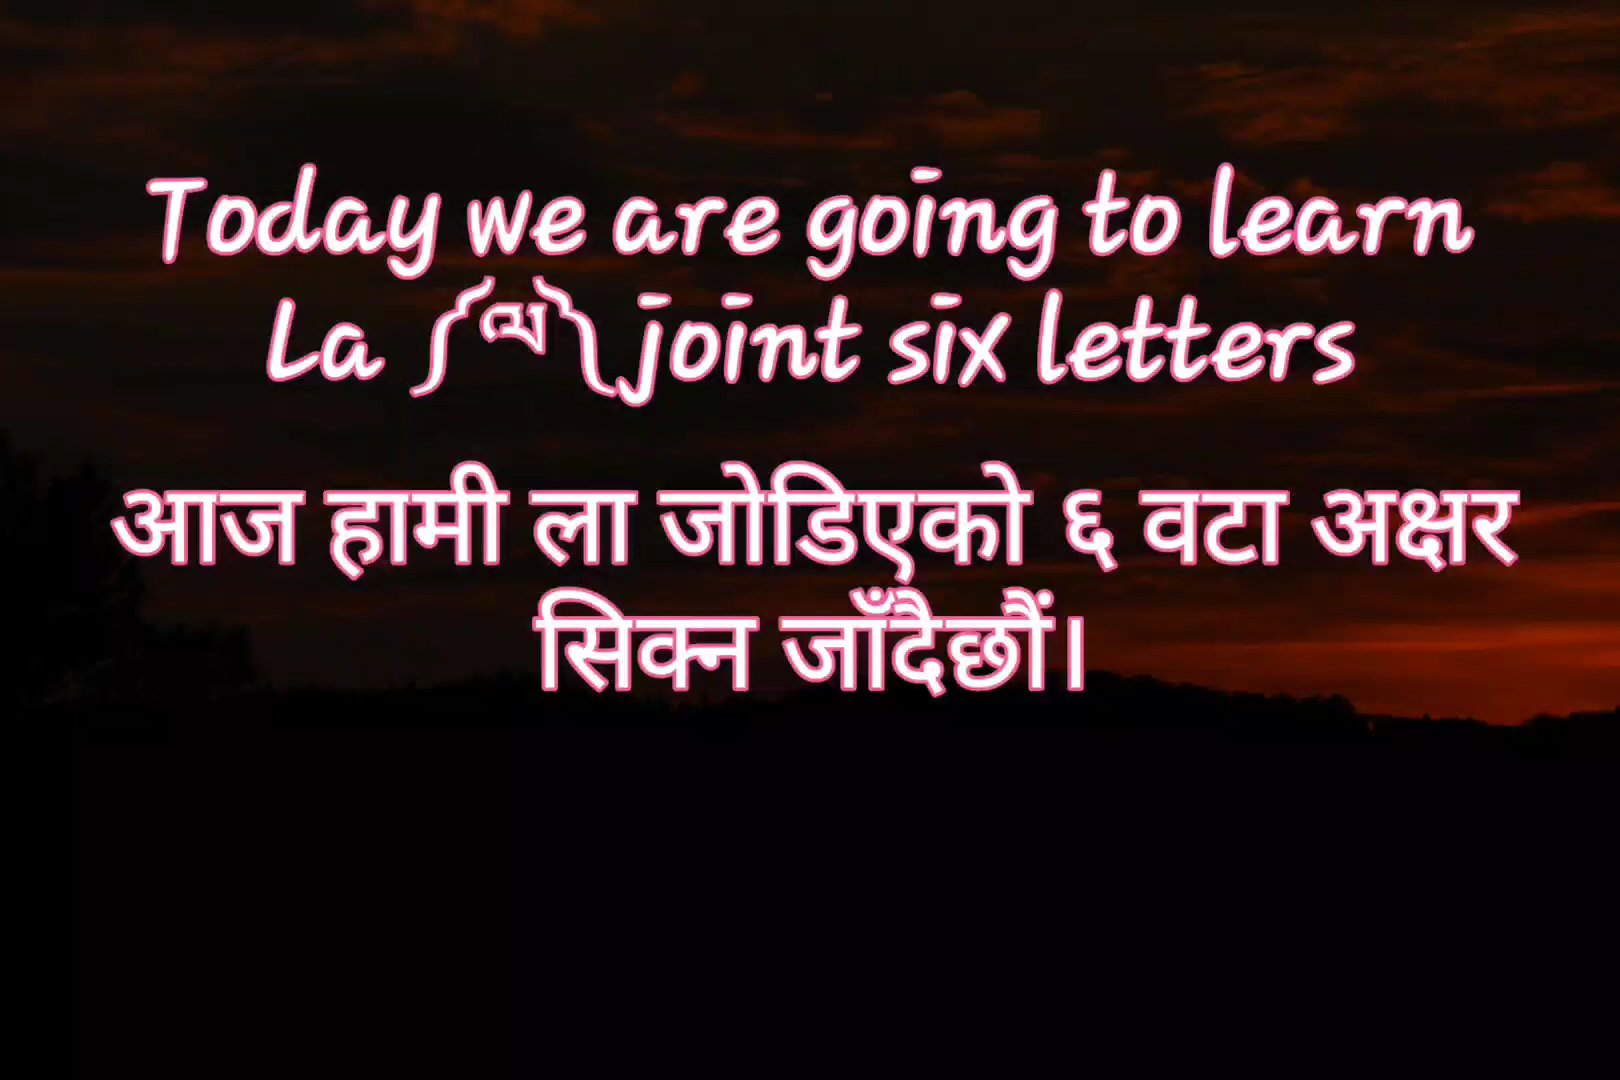 Today we are going to learn
La ༼ལ༽joint six letters
आज हामी ला जोडिएको ६ वटा अक्षर
सिक्न जाँदैछौं।